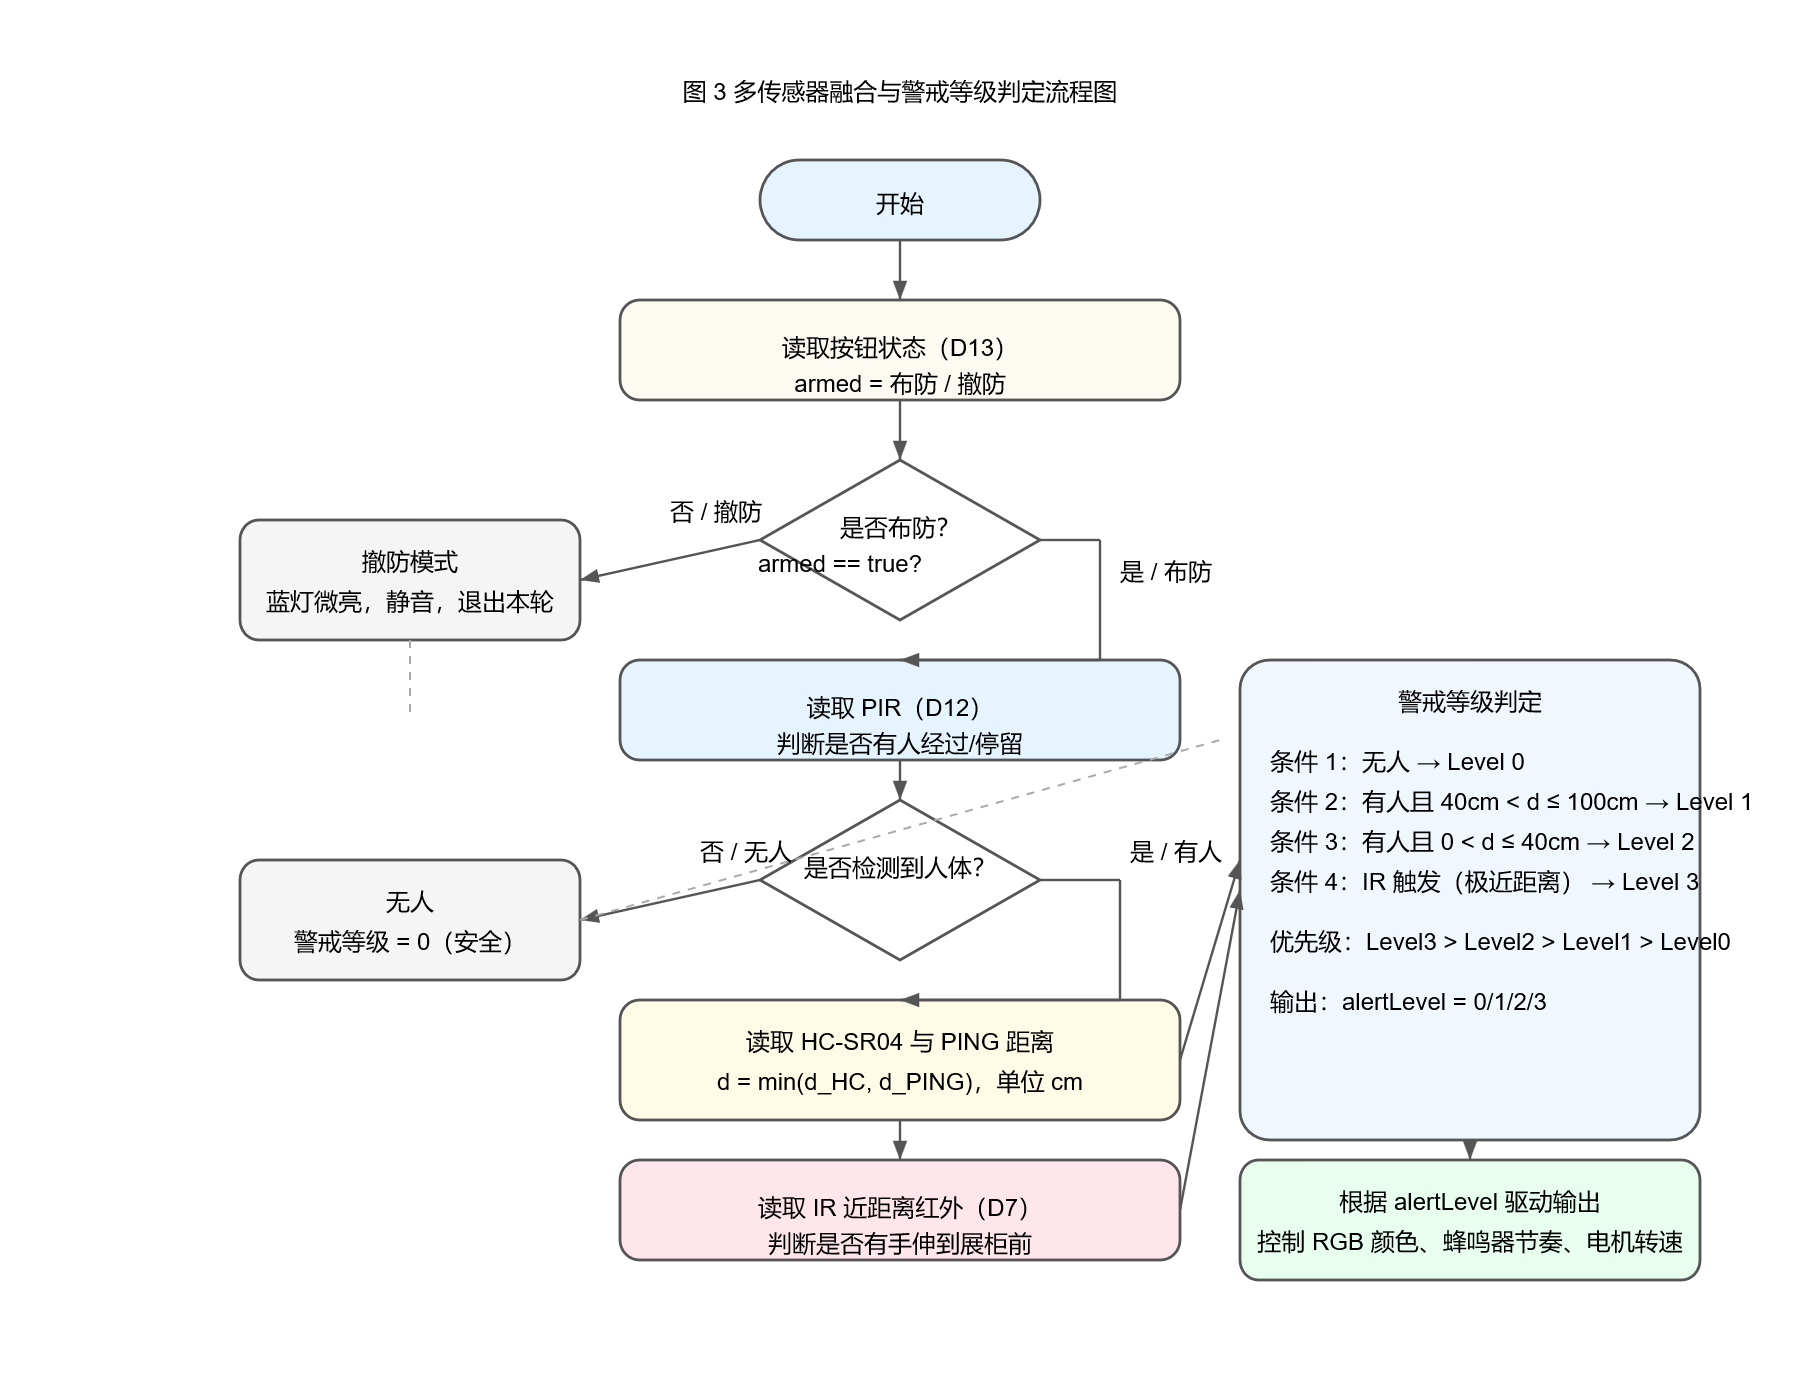 图 3 多传感器融合与警戒等级判定流程图
开始
读取按钮状态（D13）
armed = 布防 / 撤防
否 / 撤防
是否布防？
armed == true?
是 / 布防
撤防模式
蓝灯微亮，静音，退出本轮
读取 PIR（D12）
判断是否有人经过/停留
否 / 无人
是否检测到人体？
是 / 有人
无人
警戒等级 = 0（安全）
读取 HC-SR04 与 PING 距离
d = min(d_HC, d_PING)，单位 cm
读取 IR 近距离红外（D7）
判断是否有手伸到展柜前
警戒等级判定
条件 1：无人 → Level 0
条件 2：有人且 40cm < d ≤ 100cm → Level 1
条件 3：有人且 0 < d ≤ 40cm → Level 2
条件 4：IR 触发（极近距离） → Level 3
优先级：Level3 > Level2 > Level1 > Level0
输出：alertLevel = 0/1/2/3
根据 alertLevel 驱动输出
控制 RGB 颜色、蜂鸣器节奏、电机转速